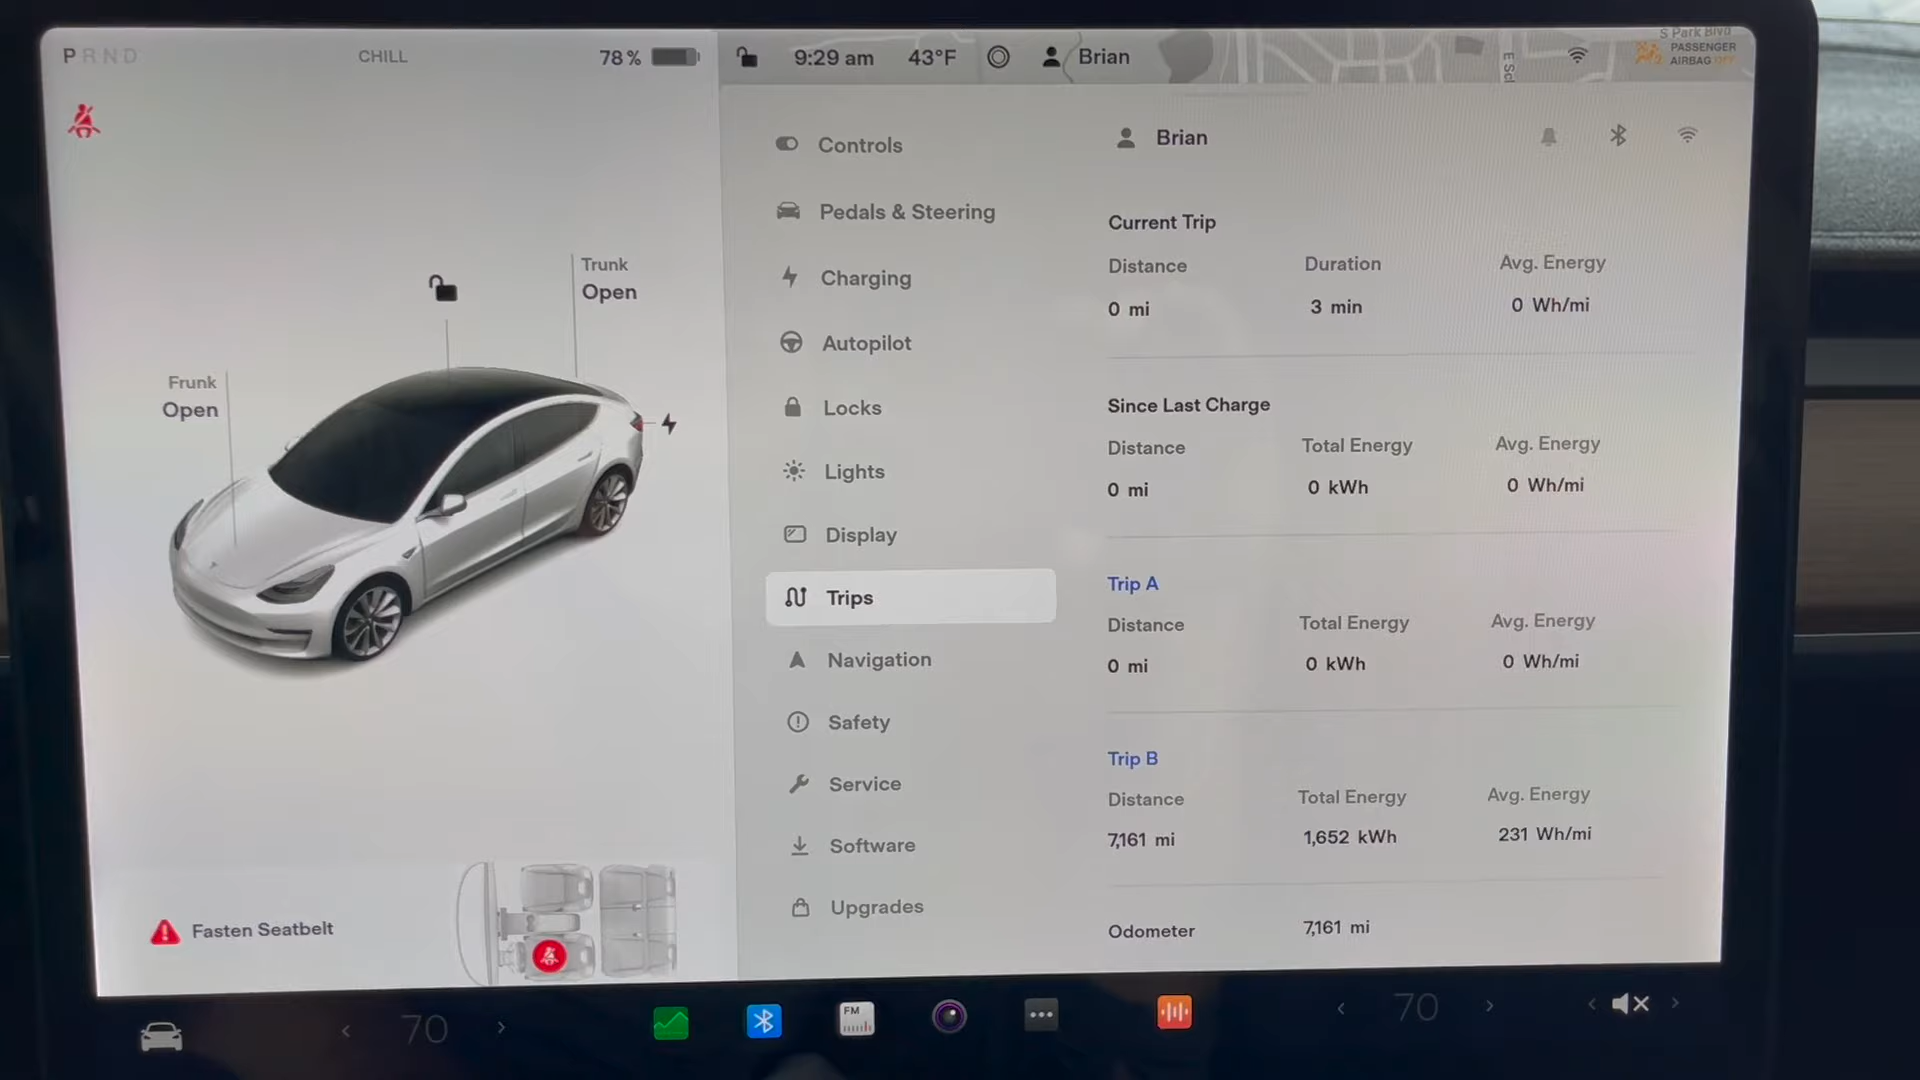 P R N D
CHILL
78 %
9:29 am
43°F
Brian
S Park Blvd
PASSENGER
AIRBAG OFF
Trunk
Open
Frunk
Open
Fasten Seatbelt
Controls
Pedals & Steering
Charging
Autopilot
Locks
Lights
Display
Trips
Navigation
Safety
Service
Software
Upgrades
Brian
Current Trip
Distance Duration Avg. Energy
0 mi 3 min 0 Wh/mi
Since Last Charge
Distance Total Energy Avg. Energy
0 mi 0 kWh 0 Wh/mi
Trip A
Distance Total Energy Avg. Energy
0 mi 0 kWh 0 Wh/mi
Trip B
Distance Total Energy Avg. Energy
7,161 mi 1,652 kWh 231 Wh/mi
Odometer 7,161 mi
70
FM
70